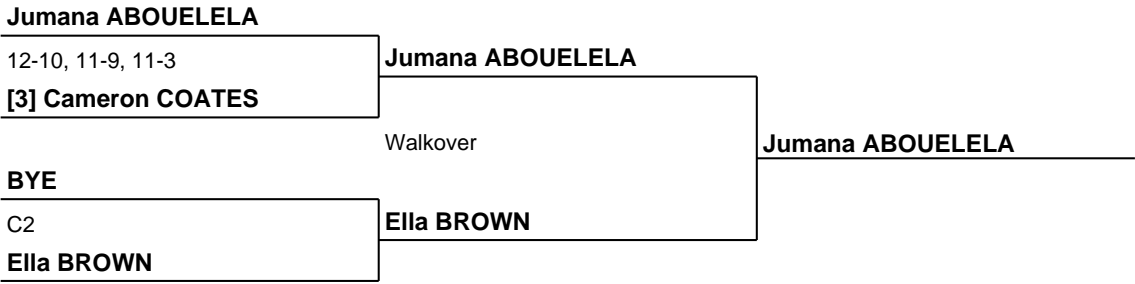 Jumana ABOUELELA
12-10, 11-9, 11-3
Jumana ABOUELELA
[3] Cameron COATES
Walkover
Jumana ABOUELELA
BYE
C2
Ella BROWN
Ella BROWN